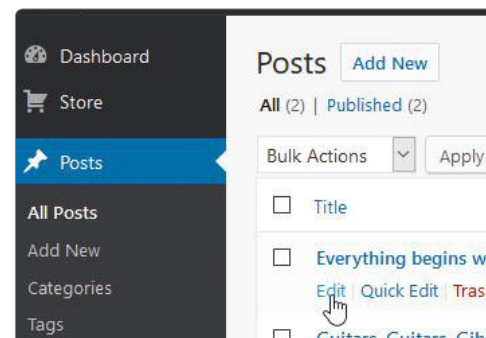 Dashboard
Store
Posts
All Posts
Add New
Categories
Tags
Posts Add New
All (2) | Published (2)
Bulk Actions Apply
Title
Everything begins
Edit | Quick Edit